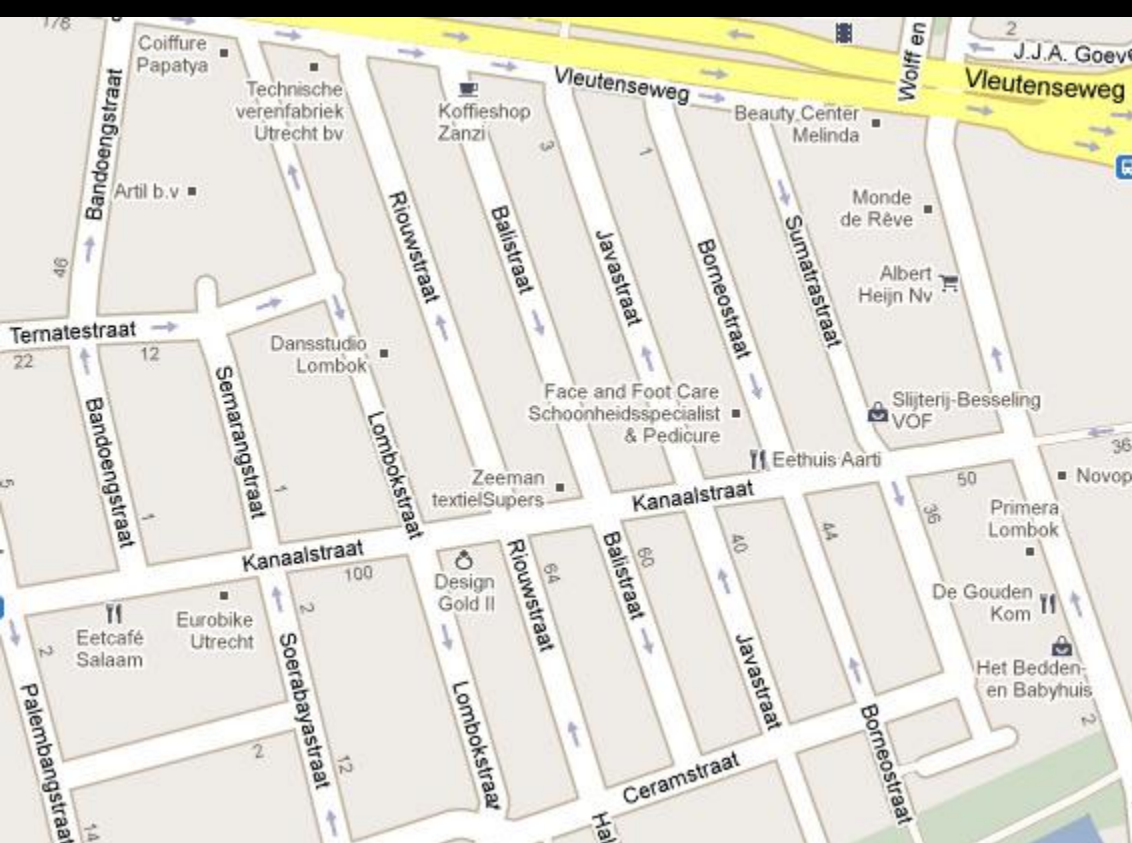 178
Coiffure
Papatya
Technische
verenfabriek
Utrecht bv
Koffieshop
Zanzi
Vleutenseweg
Wolff en
2
J.J.A. Goeve
Vleutenseweg
Beauty Center
Melinda
Bandoengstraat
Artil b.v
46
3
1
Riouwstraat
Balistraat
Javastraat
Borneostraat
Sumatrastraat
Monde
de Rêve
Albert
Heijn Nv
Ternatestraat
22
12
Dansstudio
Lombok
Face and Foot Care
Schoonheidsspecialist
& Pedicure
Slijterij-Besseling
VOF
Eethuis Aarti
36
Bandoengstraat
Semarangstraat
Lombokstraat
5
1
1
Zeeman
textielSupers
Kanaalstraat
50
Novop
Primera
Lombok
36
44
40
60
64
Kanaalstraat
100
Design
Gold II
Riouwstraat
Balistraat
Javastraat
Borneostraat
De Gouden
Kom
Het Bedden-
en Babyhuis
2
Eetcafé
Salaam
Eurobike
Utrecht
2
2
Soerabayastraat
Lombokstraat
Palembangstraat
2
12
14
Ceramstraat
Hal